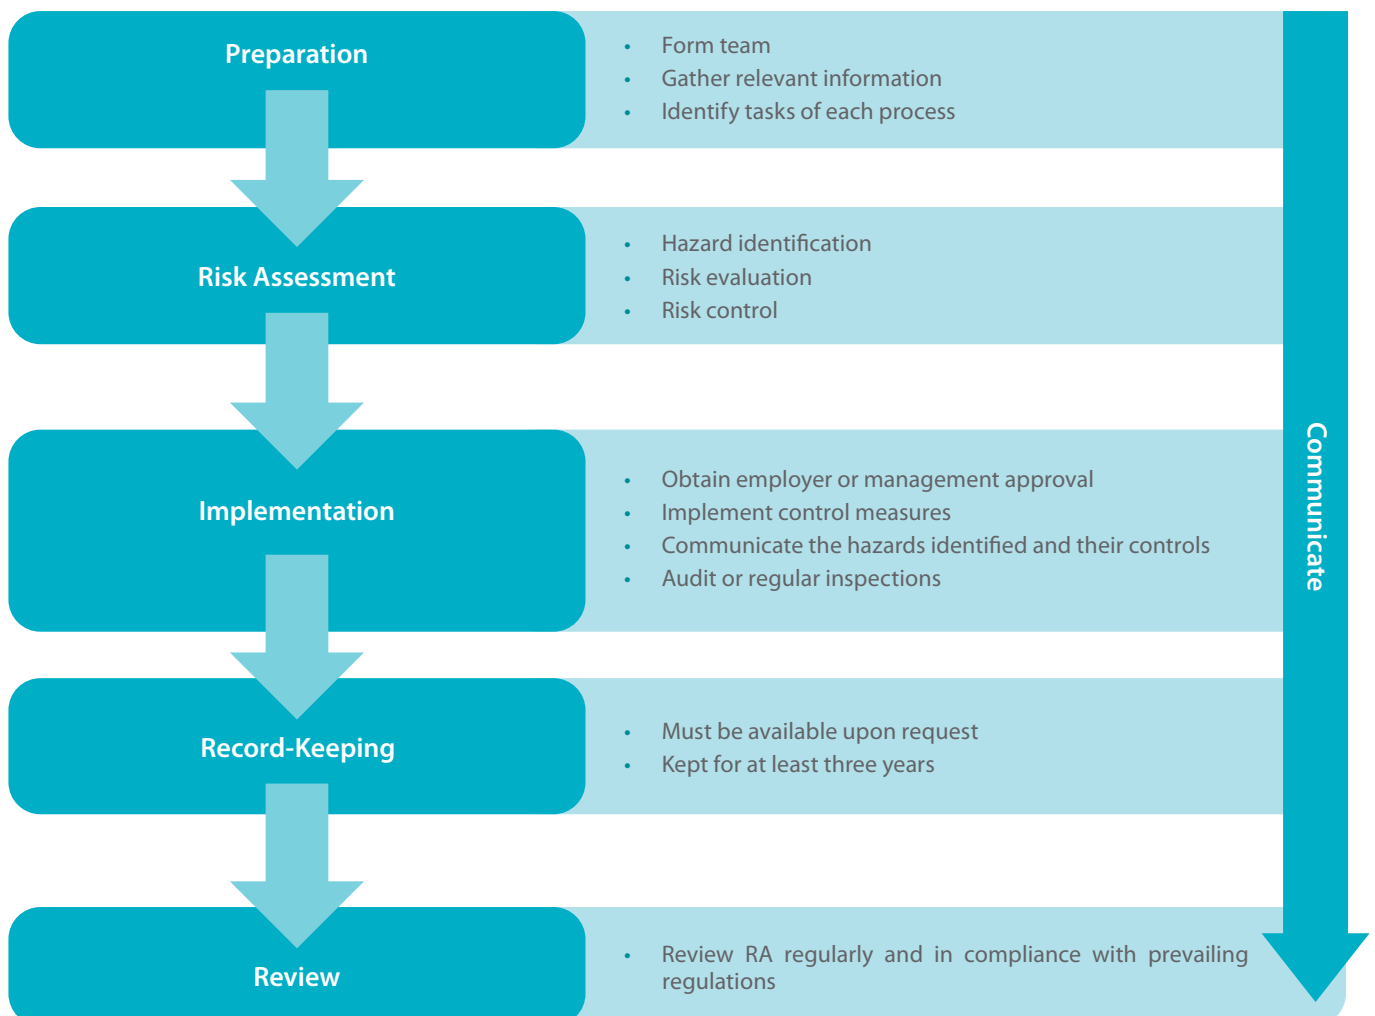 Preparation
• Form team
• Gather relevant information
• Identify tasks of each process
Risk Assessment
• Hazard identification
• Risk evaluation
• Risk control
Implementation
• Obtain employer or management approval
• Implement control measures
• Communicate the hazards identified and their controls
• Audit or regular inspections
Record-Keeping
• Must be available upon request
• Kept for at least three years
Review
• Review RA regularly and in compliance with prevailing
regulations
Communicate